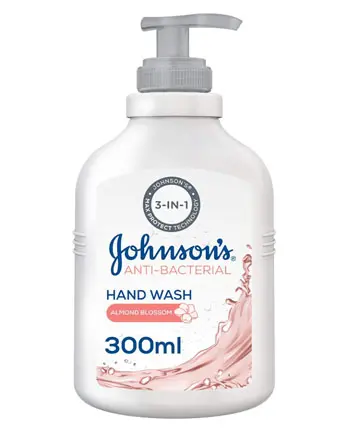 JOHNSON'S®
3-IN-1
MAX PROTECT TECHNOLOGY
Johnson's®
ANTI-BACTERIAL
HAND WASH
ALMOND BLOSSOM
300ml